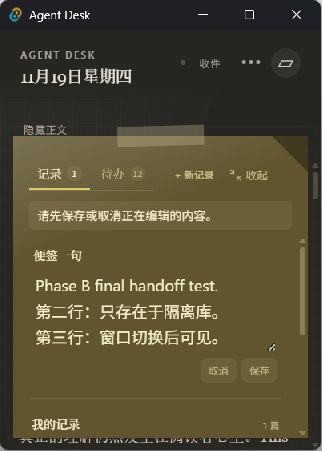 Agent Desk
AGENT DESK
收件
11月19日星期四
隐藏正文
记录 1
待办 12
+ 新记录
收起
请先保存或取消正在编辑的内容。
便签一句
Phase B final handoff test.
第二行：只存在于隔离库。
第三行：窗口切换后可见。
取消
保存
我的记录
1 篇